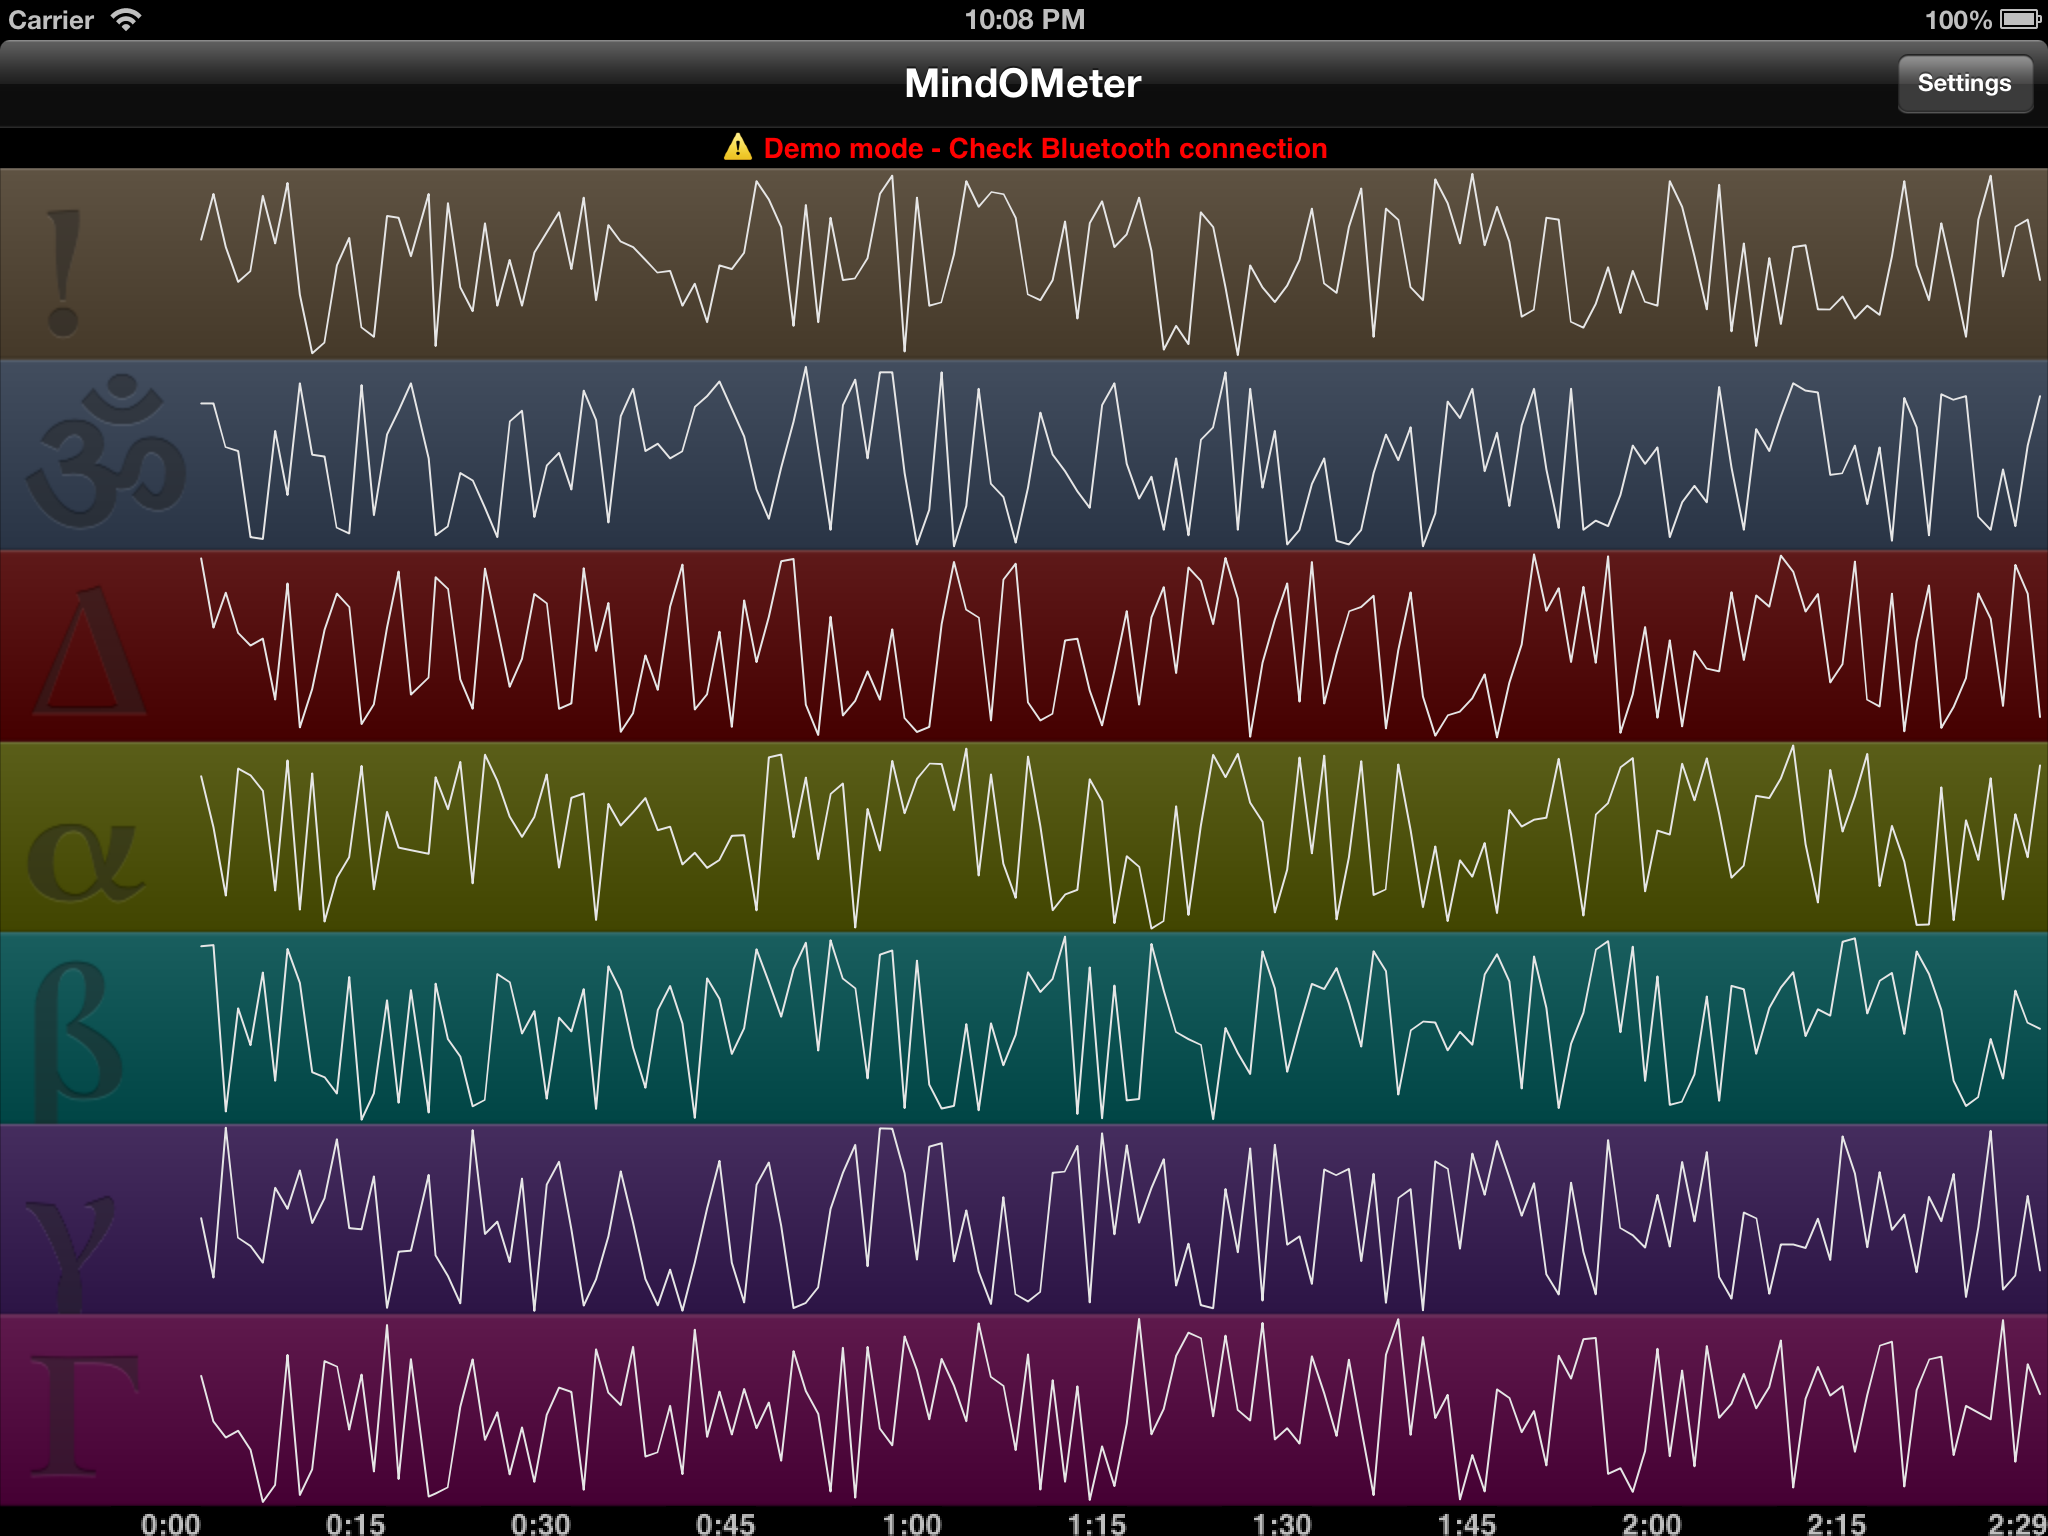 Carrier 10:08 PM 100%
MindOMeter Settings
⚠ Demo mode - Check Bluetooth connection
!
ॐ
Δ
α
β
γ
Γ
0:00 0:15 0:30 0:45 1:00 1:15 1:30 1:45 2:00 2:15 2:29